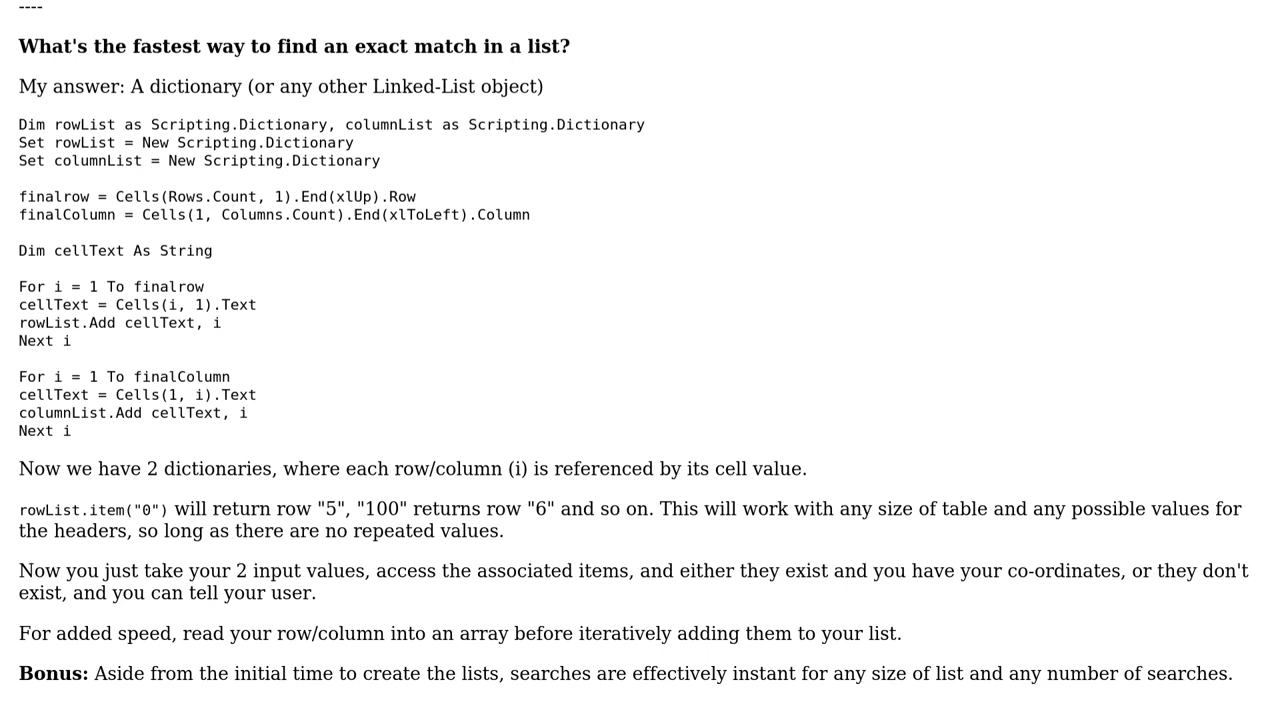 ----
What's the fastest way to find an exact match in a list?
My answer: A dictionary (or any other Linked-List object)
Dim rowList as Scripting.Dictionary, columnList as Scripting.Dictionary
Set rowList = New Scripting.Dictionary
Set columnList = New Scripting.Dictionary
finalrow = Cells(Rows.Count, 1).End(xlUp).Row
finalColumn = Cells(1, Columns.Count).End(xlToLeft).Column
Dim cellText As String
For i = 1 To finalrow
cellText = Cells(i, 1).Text
rowList.Add cellText, i
Next i
For i = 1 To finalColumn
cellText = Cells(1, i).Text
columnList.Add cellText, i
Next i
Now we have 2 dictionaries, where each row/column (i) is referenced by its cell value.
rowList.item("0") will return row "5", "100" returns row "6" and so on. This will work with any size of table and any possible values for
the headers, so long as there are no repeated values.
Now you just take your 2 input values, access the associated items, and either they exist and you have your co-ordinates, or they don't
exist, and you can tell your user.
For added speed, read your row/column into an array before iteratively adding them to your list.
Bonus: Aside from the initial time to create the lists, searches are effectively instant for any size of list and any number of searches.